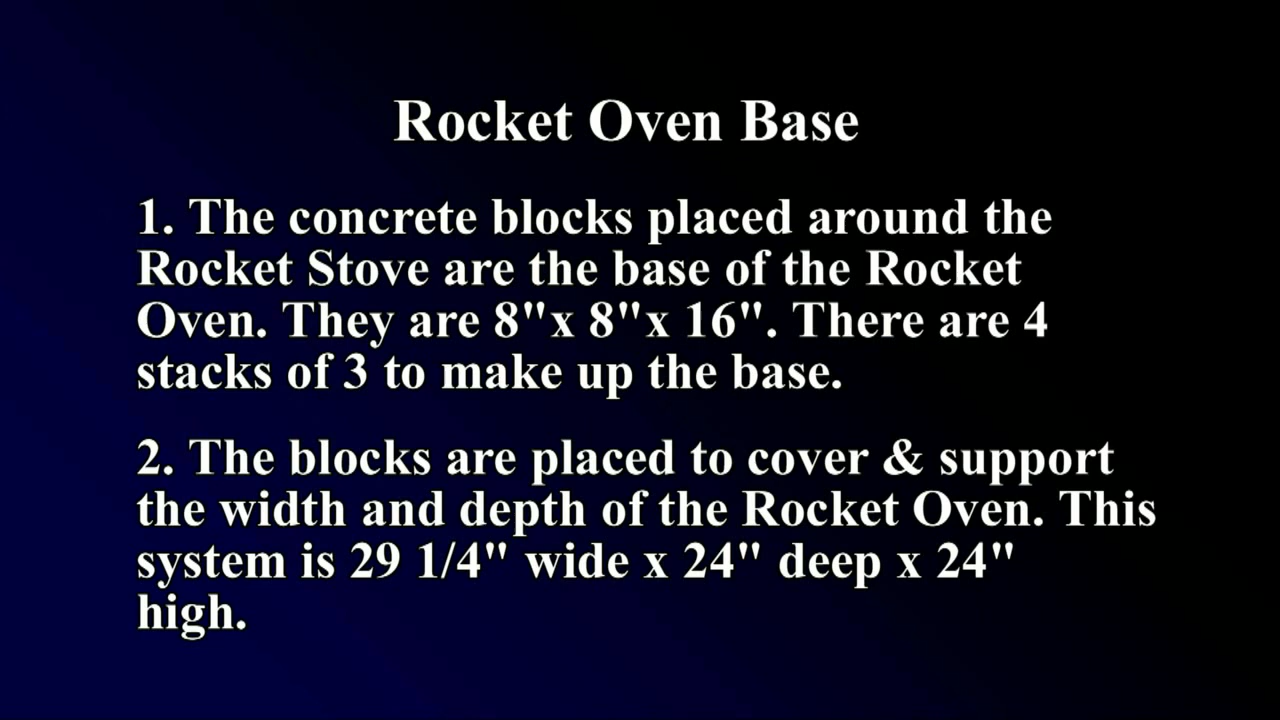 Rocket Oven Base
1. The concrete blocks placed around the
Rocket Stove are the base of the Rocket
Oven. They are 8"x 8"x 16". There are 4
stacks of 3 to make up the base.
2. The blocks are placed to cover & support
the width and depth of the Rocket Oven. This
system is 29 1/4" wide x 24" deep x 24"
high.